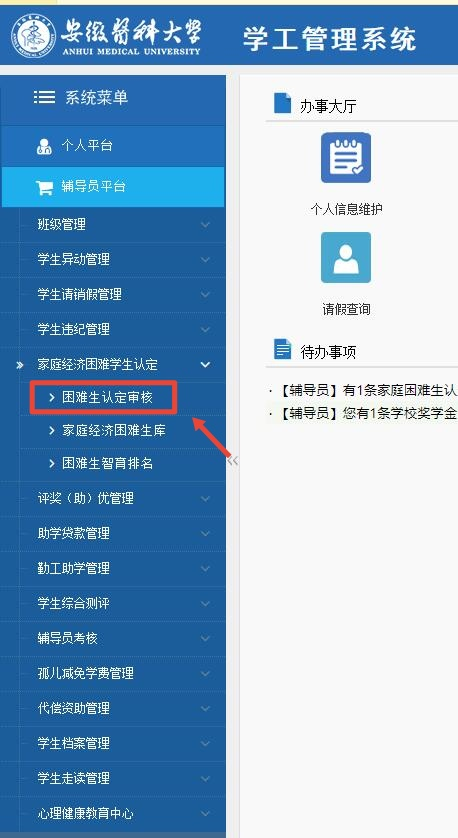 安徽医科大学
ANHUI MEDICAL UNIVERSITY
学工管理系统
系统菜单
个人平台
辅导员平台
班级管理
学生异动管理
学生请销假管理
学生违纪管理
家庭经济困难学生认定
困难生认定审核
家庭经济困难生库
困难生智育排名
评奖（助）优管理
助学贷款管理
勤工助学管理
学生综合测评
辅导员考核
孤儿减免学费管理
代偿资助管理
学生档案管理
学生走读管理
心理健康教育中心
办事大厅
个人信息维护
请假查询
待办事项
·【辅导员】有1条家庭困难生认
·【辅导员】您有1条学校奖学金